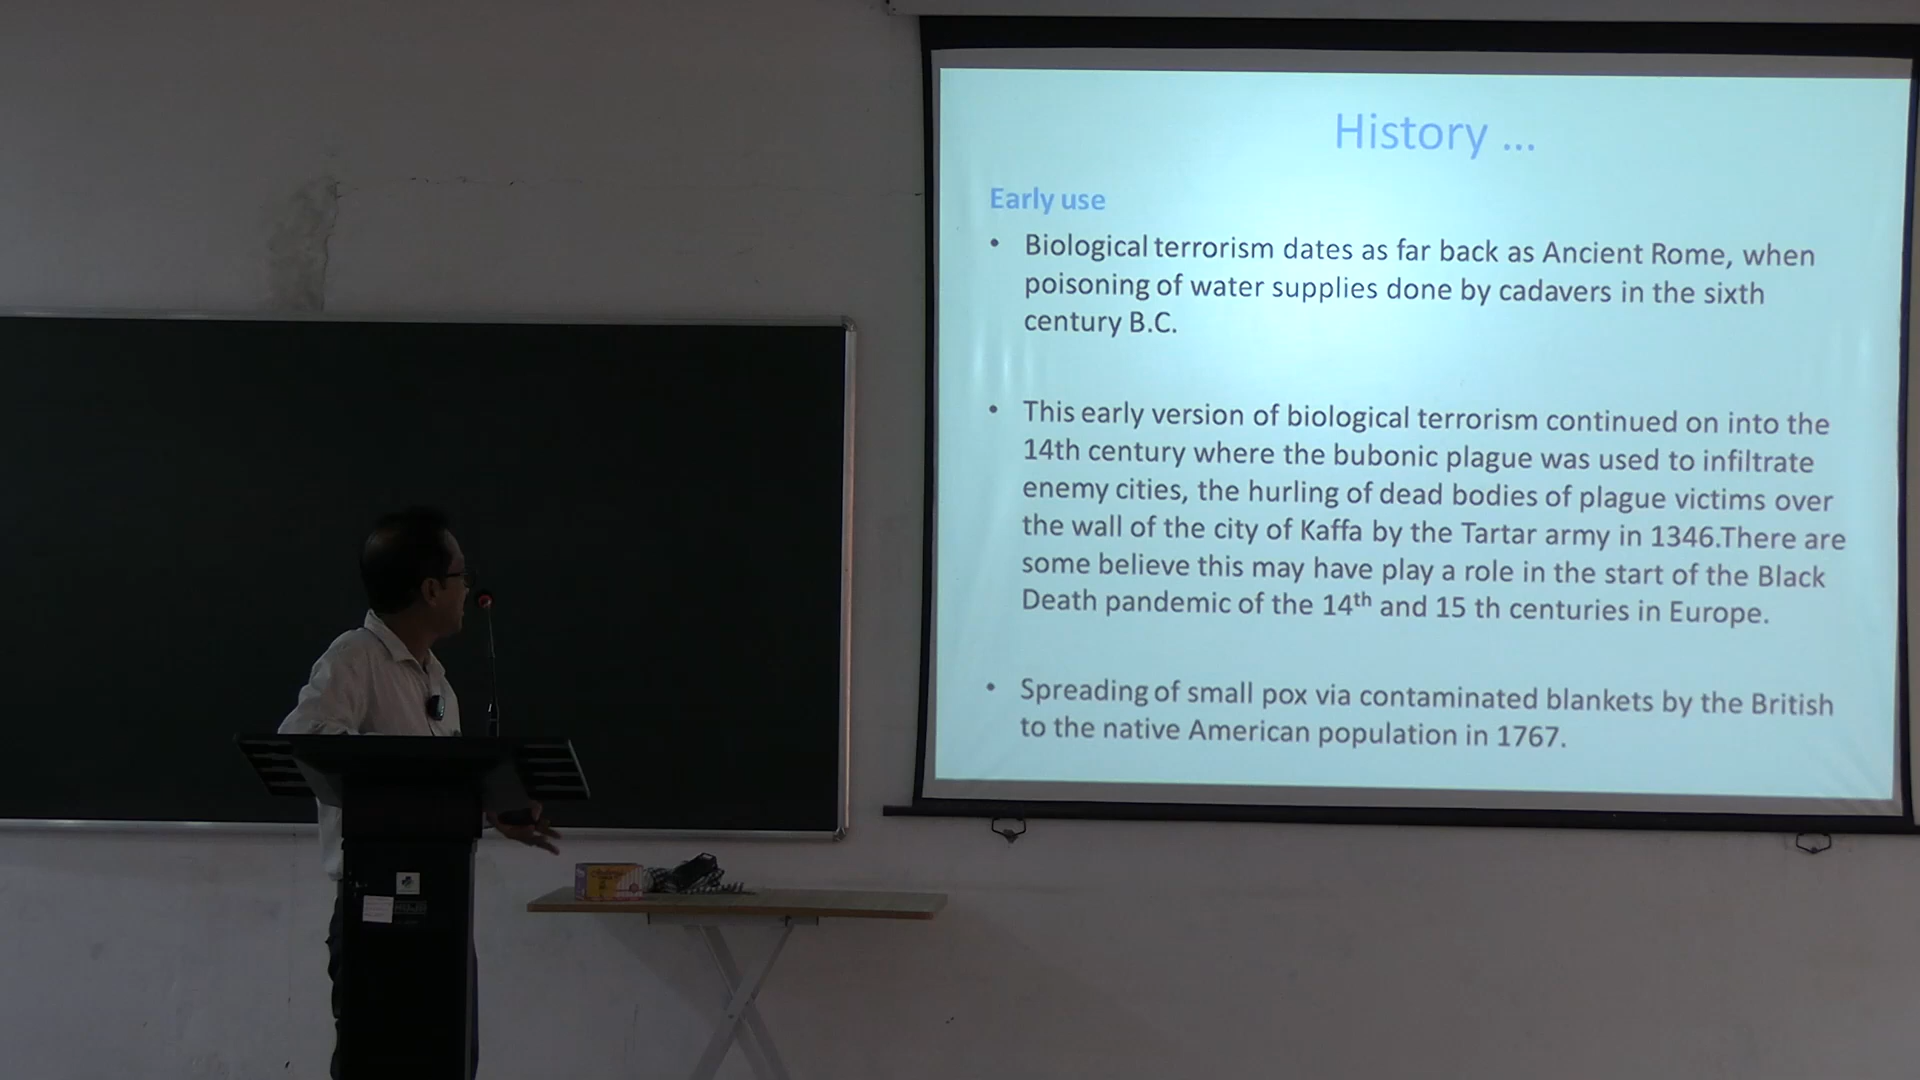 History ...
Early use
• Biological terrorism dates as far back as Ancient Rome, when
poisoning of water supplies done by cadavers in the sixth
century B.C.
• This early version of biological terrorism continued on into the
14th century where the bubonic plague was used to infiltrate
enemy cities, the hurling of dead bodies of plague victims over
the wall of the city of Kaffa by the Tartar army in 1346.There are
some believe this may have play a role in the start of the Black
Death pandemic of the 14th and 15 th centuries in Europe.
• Spreading of small pox via contaminated blankets by the British
to the native American population in 1767.